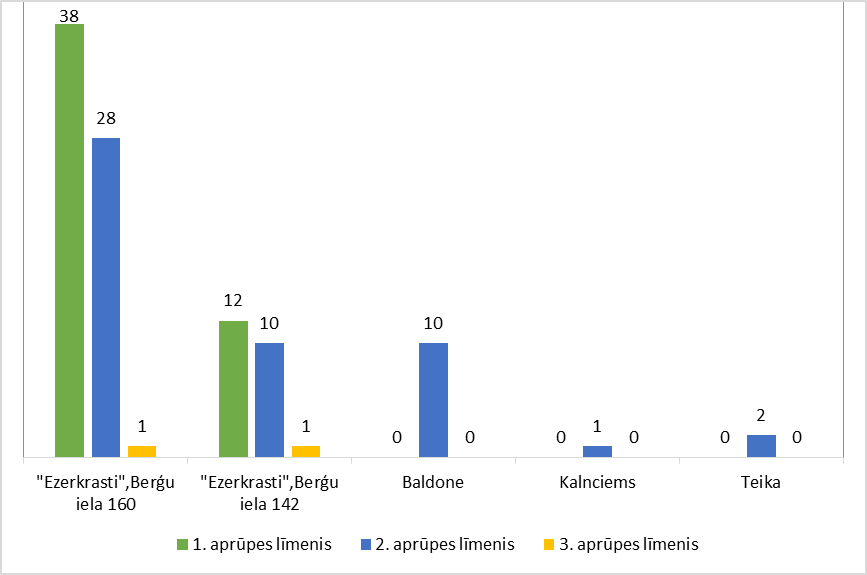 38
28
1
12
10
1
0
10
0
0
1
0
0
2
0
"Ezerkrasti",Berģu
iela 160
"Ezerkrasti",Berģu
iela 142
Baldone
Kalnciems
Teika
1. aprūpes līmenis
2. aprūpes līmenis
3. aprūpes līmenis